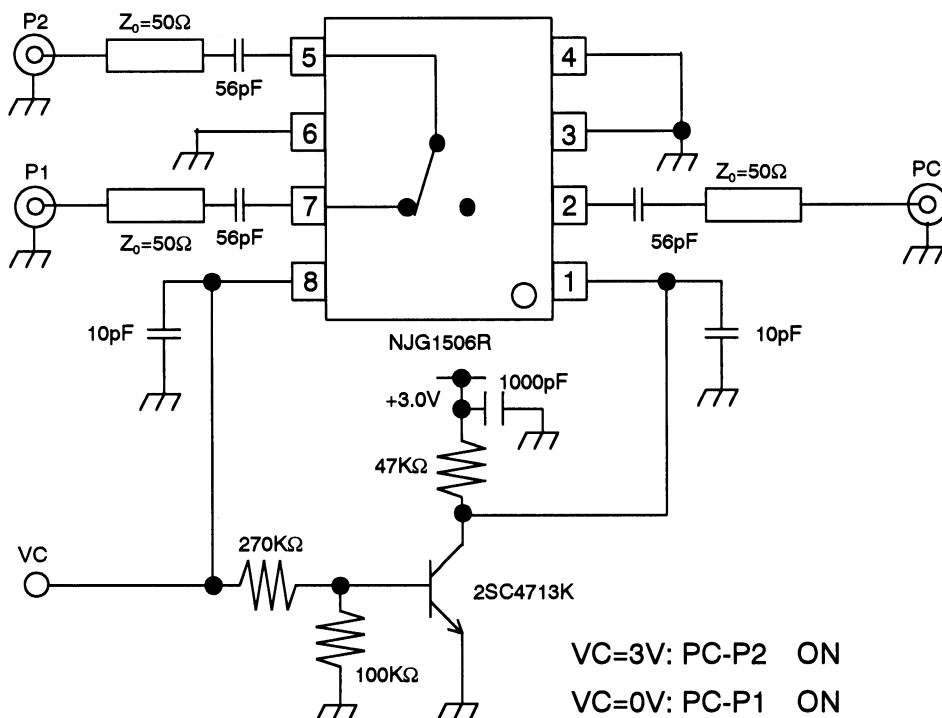 P2
Z₀=50Ω
56pF
5
4
6
3
P1
Z₀=50Ω
56pF
7
2
56pF
Z₀=50Ω
PC
8
1
10pF
10pF
NJG1506R
+3.0V
1000pF
47KΩ
VC
270KΩ
2SC4713K
100KΩ
VC=3V: PC-P2 ON
VC=0V: PC-P1 ON